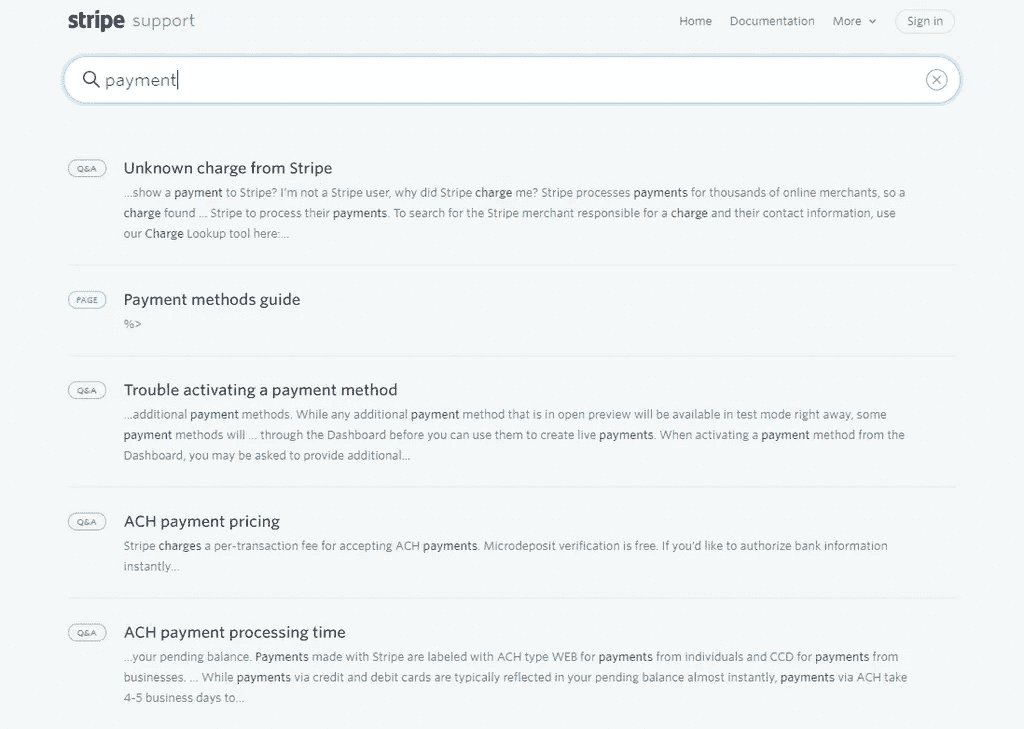 stripe support
Home Documentation More Sign in
payment
Q&A Unknown charge from Stripe
...show a payment to Stripe? I'm not a Stripe user, why did Stripe charge me? Stripe processes payments for thousands of online merchants, so a
charge found ... Stripe to process their payments. To search for the Stripe merchant responsible for a charge and their contact information, use
our Charge Lookup tool here:...
PAGE Payment methods guide
%>
Q&A Trouble activating a payment method
...additional payment methods. While any additional payment method that is in open preview will be available in test mode right away, some
payment methods will ... through the Dashboard before you can use them to create live payments. When activating a payment method from the
Dashboard, you may be asked to provide additional...
Q&A ACH payment pricing
Stripe charges a per-transaction fee for accepting ACH payments. Microdeposit verification is free. If you'd like to authorize bank information
instantly...
Q&A ACH payment processing time
...your pending balance. Payments made with Stripe are labeled with ACH type WEB for payments from individuals and CCD for payments from
businesses. ... While payments via credit and debit cards are typically reflected in your pending balance almost instantly, payments via ACH take
4-5 business days to...